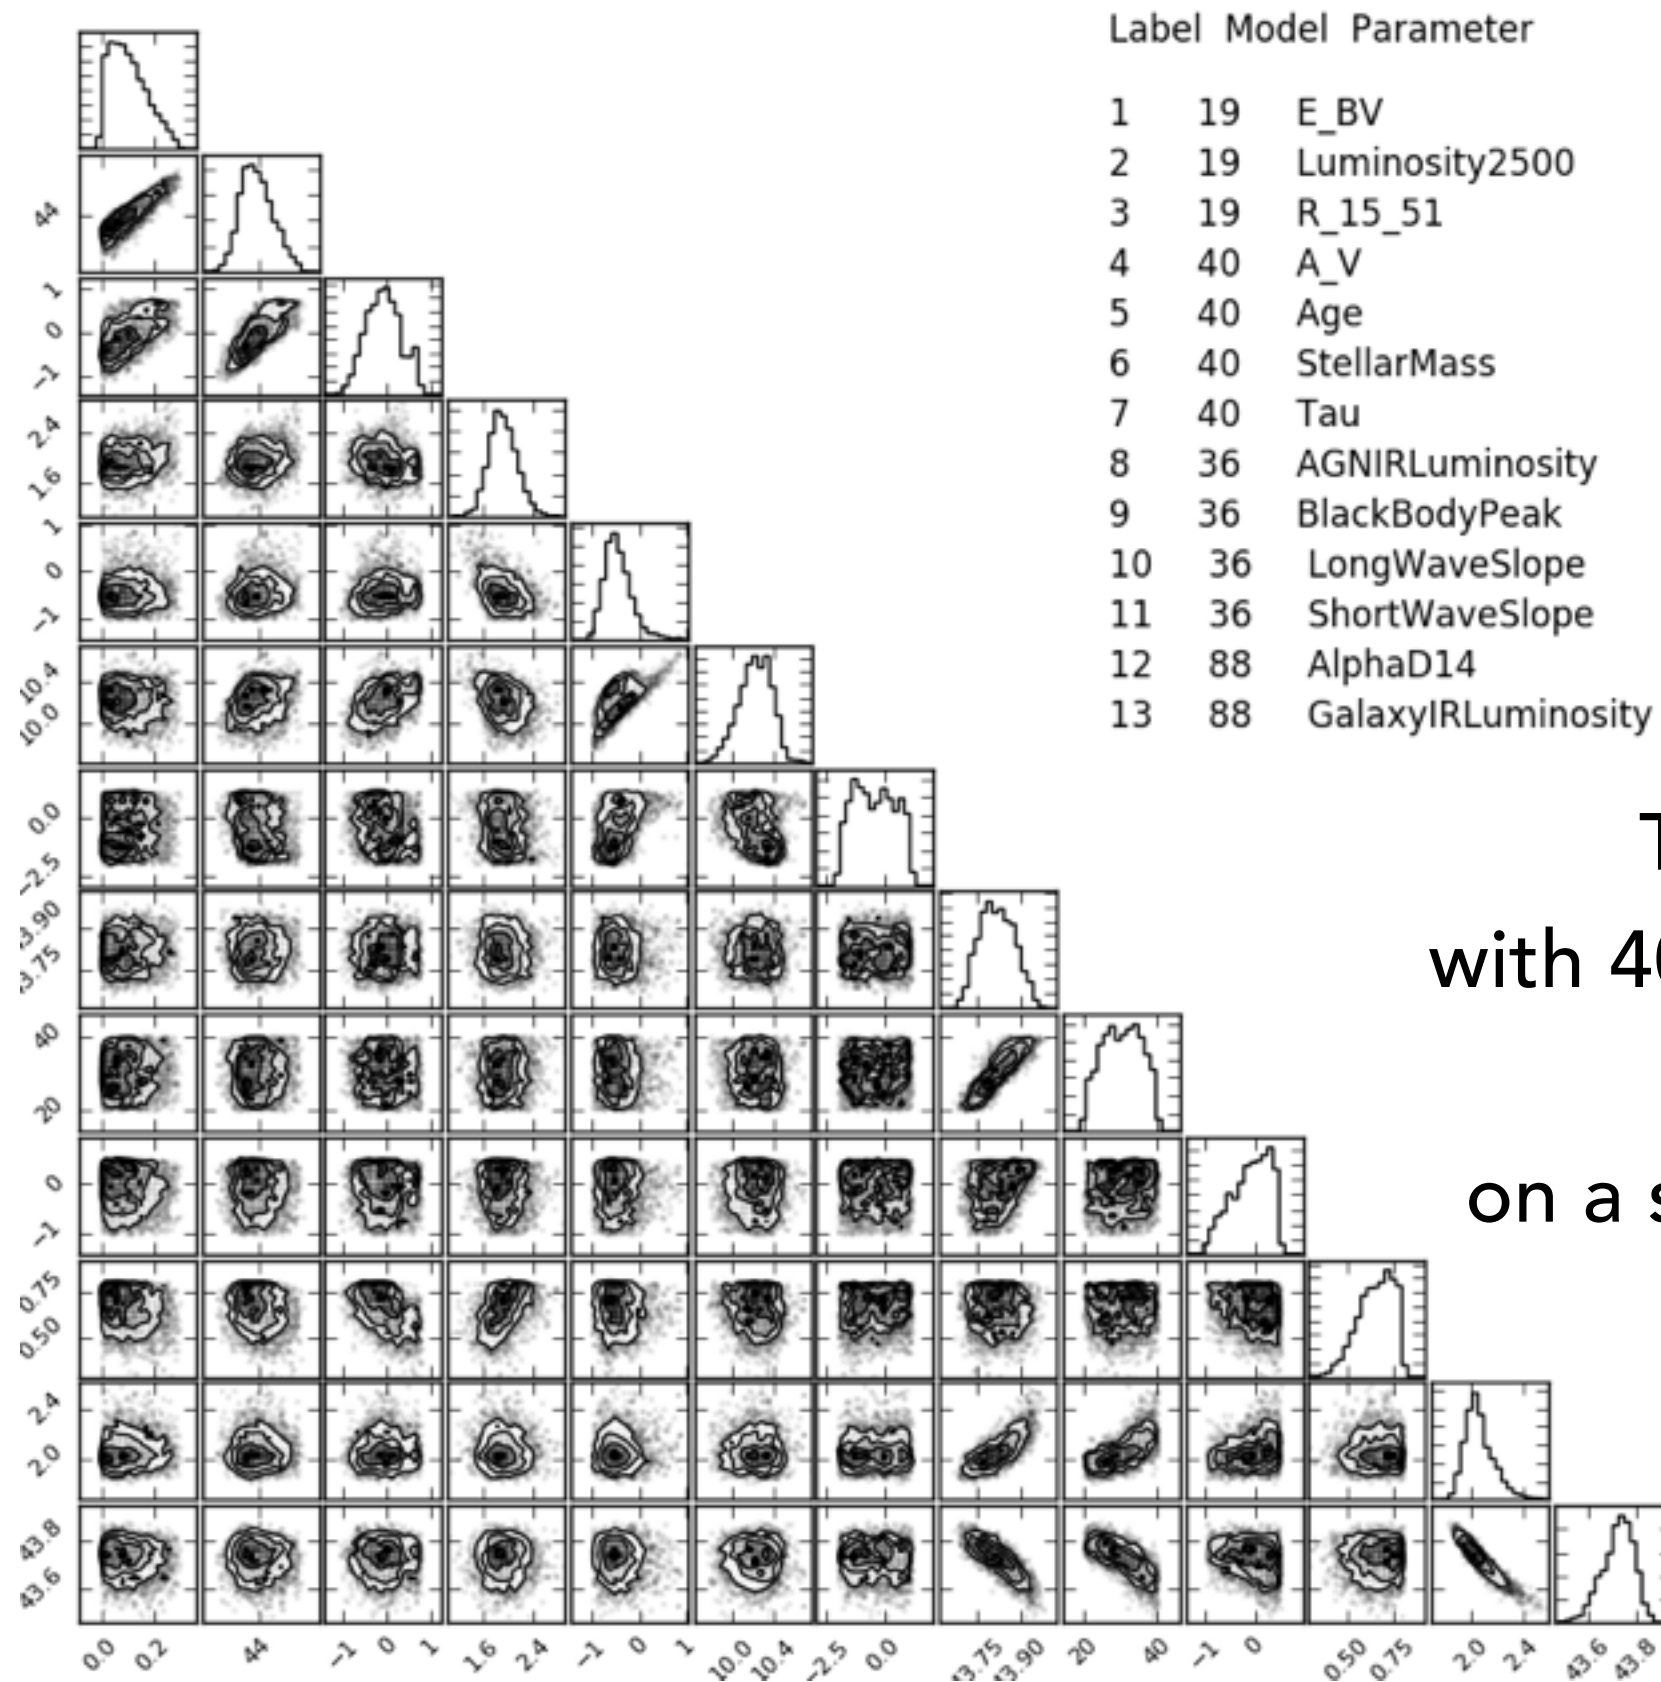 Label Model Parameter
1 19 E_BV
2 19 Luminosity2500
3 19 R_15_51
4 40 A_V
5 40 Age
6 40 StellarMass
7 40 Tau
8 36 AGNIRLuminosity
9 36 BlackBodyPeak
10 36 LongWaveSlope
11 36 ShortWaveSlope
12 88 AlphaD14
13 88 GalaxyIRLuminosity
44
1
0
−1
2.4
1.6
1
0
−1
10.4
10.0
0.0
−2.5
with
40
20
0
−1
on a
0.75
0.50
2.4
2.0
43.8
43.6
0.0 0.2 44 −1 0 1 1.6 2.4 −1 0 1 10.0 10.4 −2.5 0.0 20 40 −1 0 0.50 0.75 2.0 2.4 43.6 43.8